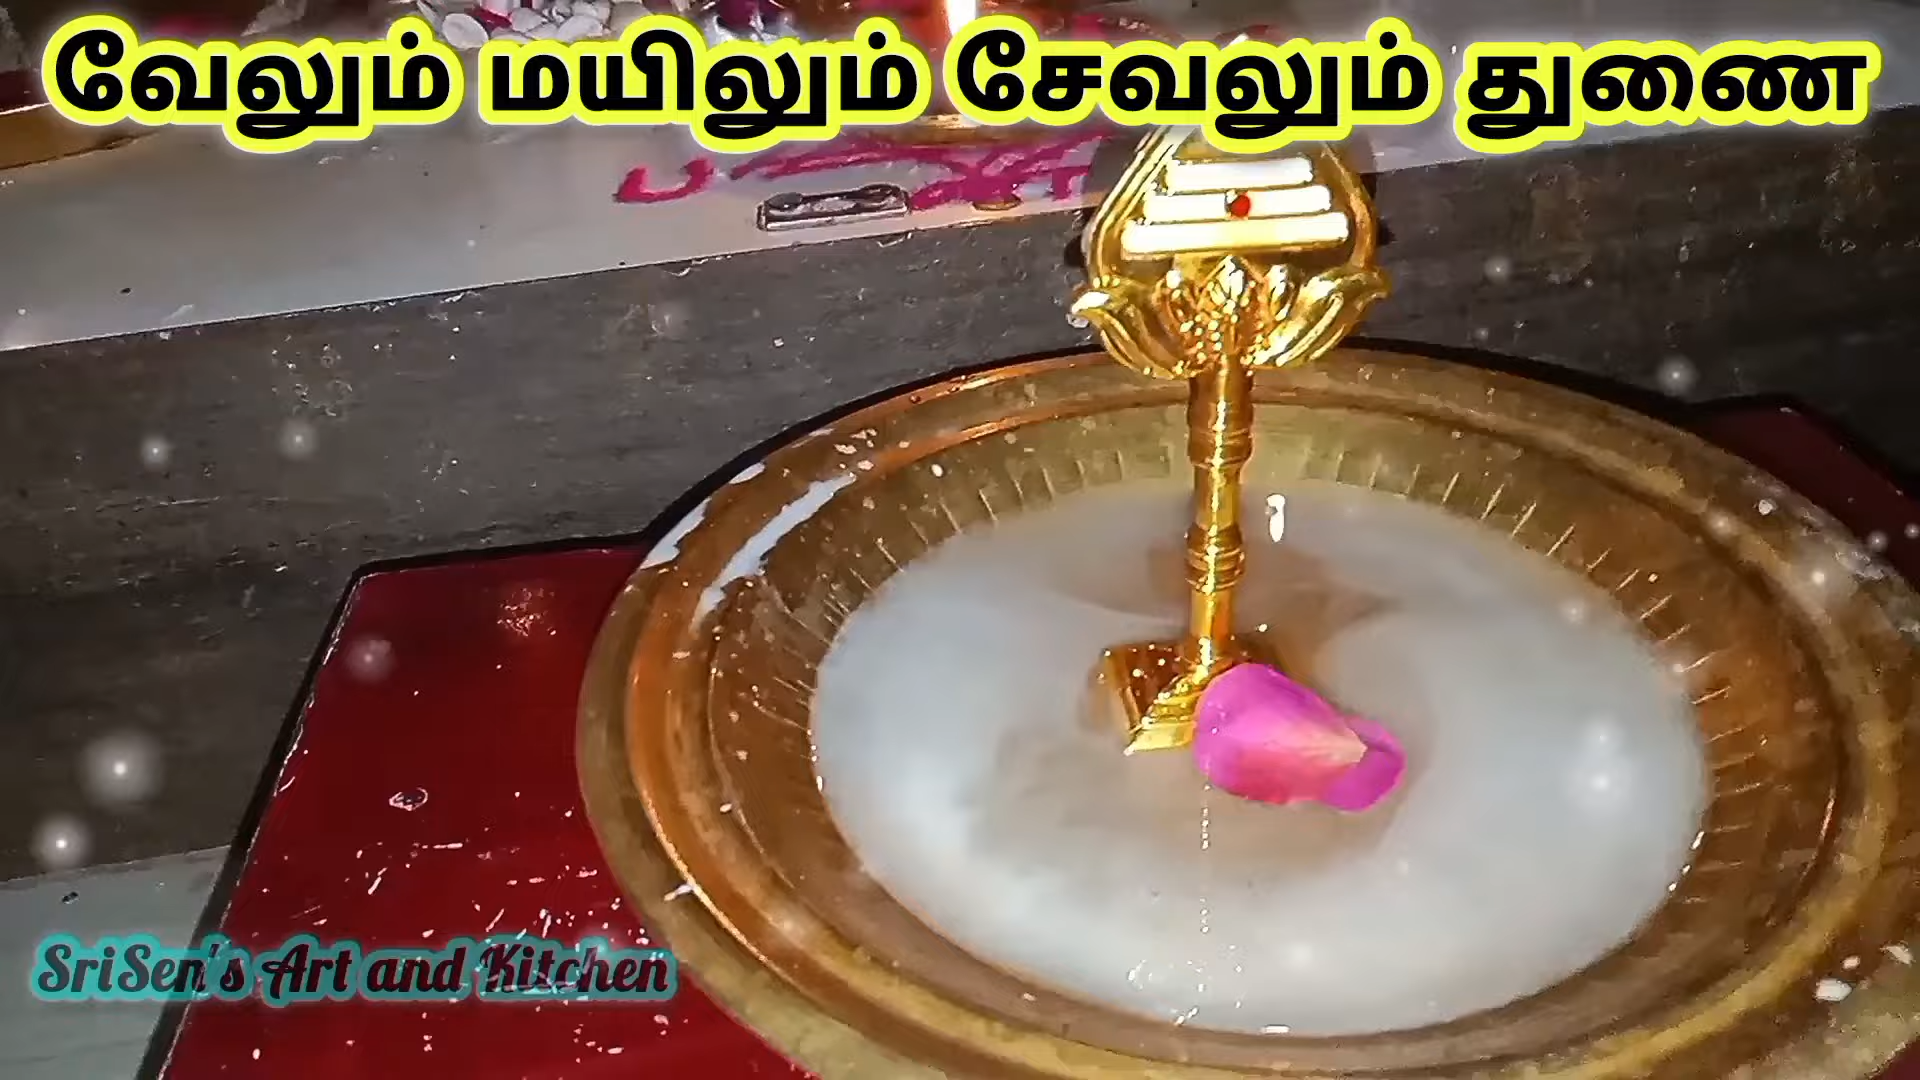 வேலும் மயிலும் சேவலும் துணை
SriSen's Art and Kitchen